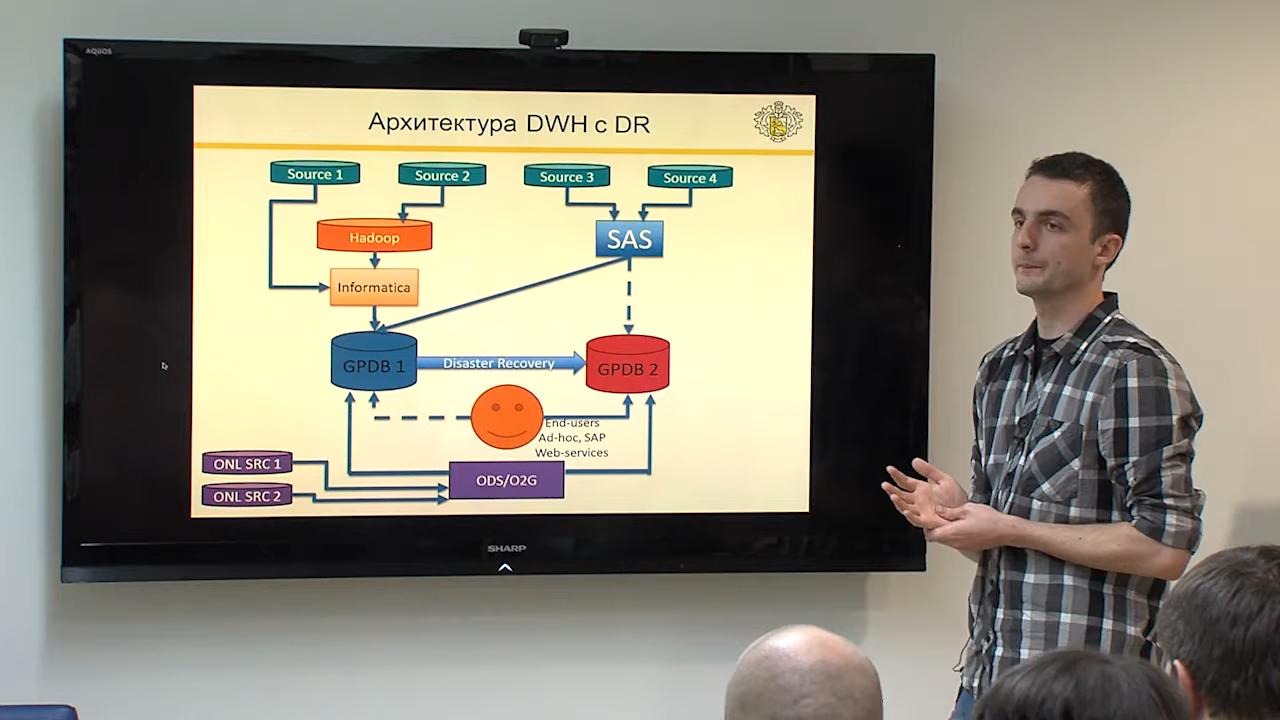 AQUOS
Архитектура DWH с DR
Source 1
Source 2
Source 3
Source 4
Hadoop
SAS
Informatica
GPDB 1
Disaster Recovery
GPDB 2
End-users
Ad-hoc, SAP
Web-services
ONL SRC 1
ODS/O2G
ONL SRC 2
SHARP